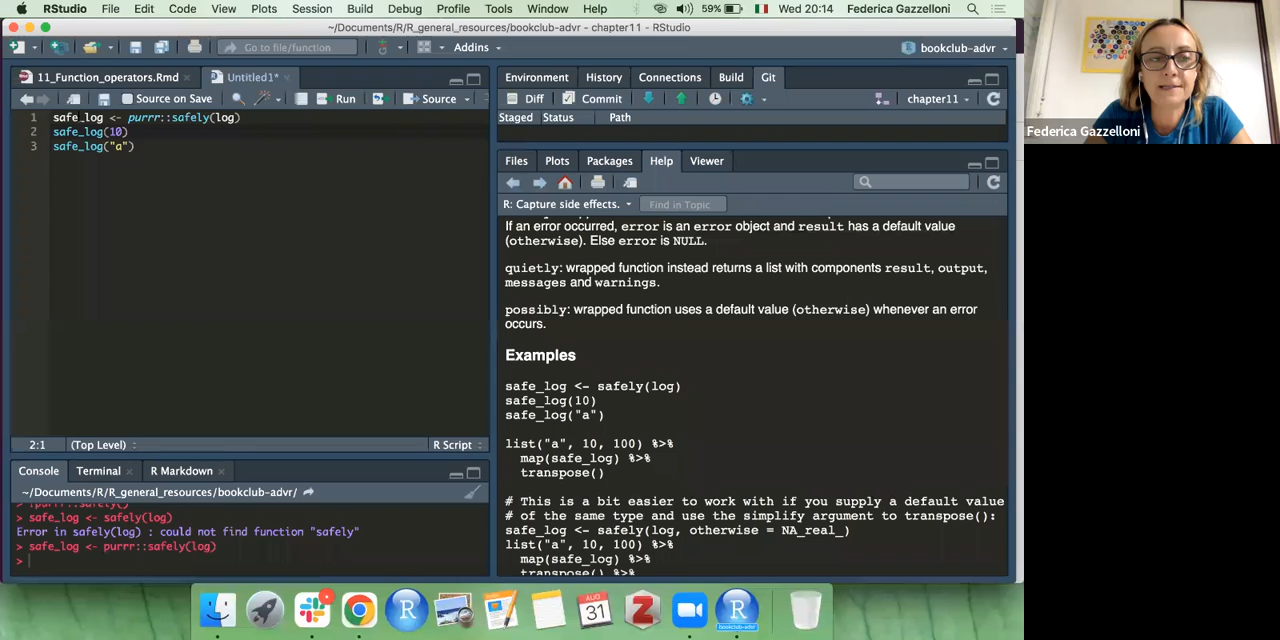 RStudio File Edit Code View Plots Session Build Debug Profile Tools Window Help 59% Wed 20:14 Federica Gazzelloni
~/Documents/R/R_general_resources/bookclub-advr - chapter11 - RStudio
Go to file/function Addins bookclub-advr
11_Function_operators.Rmd Untitled1*
Source on Save Run Source
1 safe_log <- purrr::safely(log)
2 safe_log(10)
3 safe_log("a")
2:1 (Top Level) R Script
Console Terminal R Markdown
~/Documents/R/R_general_resources/bookclub-advr/
> safe_log <- safely(log)
Error in safely(log) : could not find function "safely"
> safe_log <- purrr::safely(log)
>
Environment History Connections Build Git
Diff Commit chapter11
Staged Status Path
Files Plots Packages Help Viewer
R: Capture side effects. Find in Topic
If an error occurred, error is an error object and result has a default value
(otherwise). Else error is NULL.
quietly: wrapped function instead returns a list with components result, output,
messages and warnings.
possibly: wrapped function uses a default value (otherwise) whenever an error
occurs.
Examples
safe_log <- safely(log)
safe_log(10)
safe_log("a")
list("a", 10, 100) %>%
map(safe_log) %>%
transpose()
# This is a bit easier to work with if you supply a default value
# of the same type and use the simplify argument to transpose():
safe_log <- safely(log, otherwise = NA_real_)
list("a", 10, 100) %>%
map(safe_log) %>%
transpose() %>%
Federica Gazzelloni
AUG
31
Z
R
R
bookclub-advr